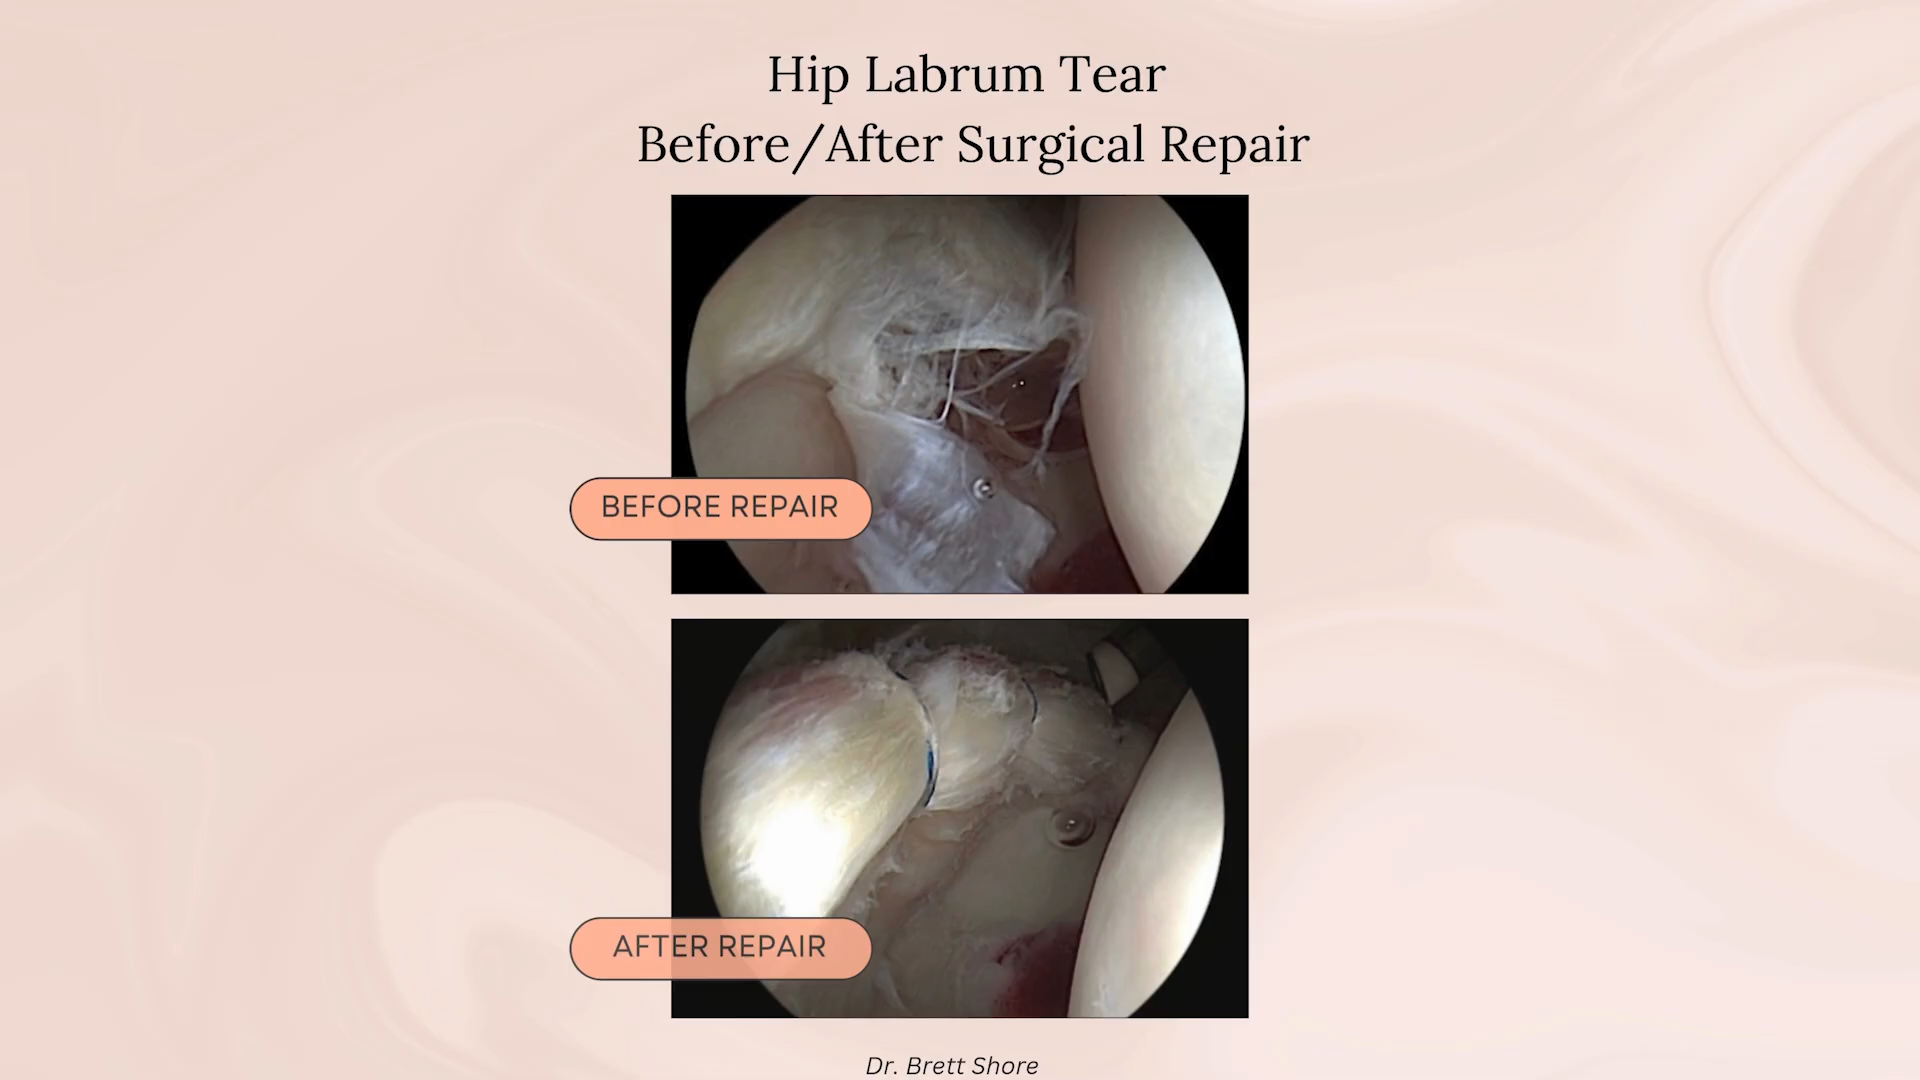 Hip Labrum Tear
Before/After Surgical Repair
BEFORE REPAIR
AFTER REPAIR
Dr. Brett Shore